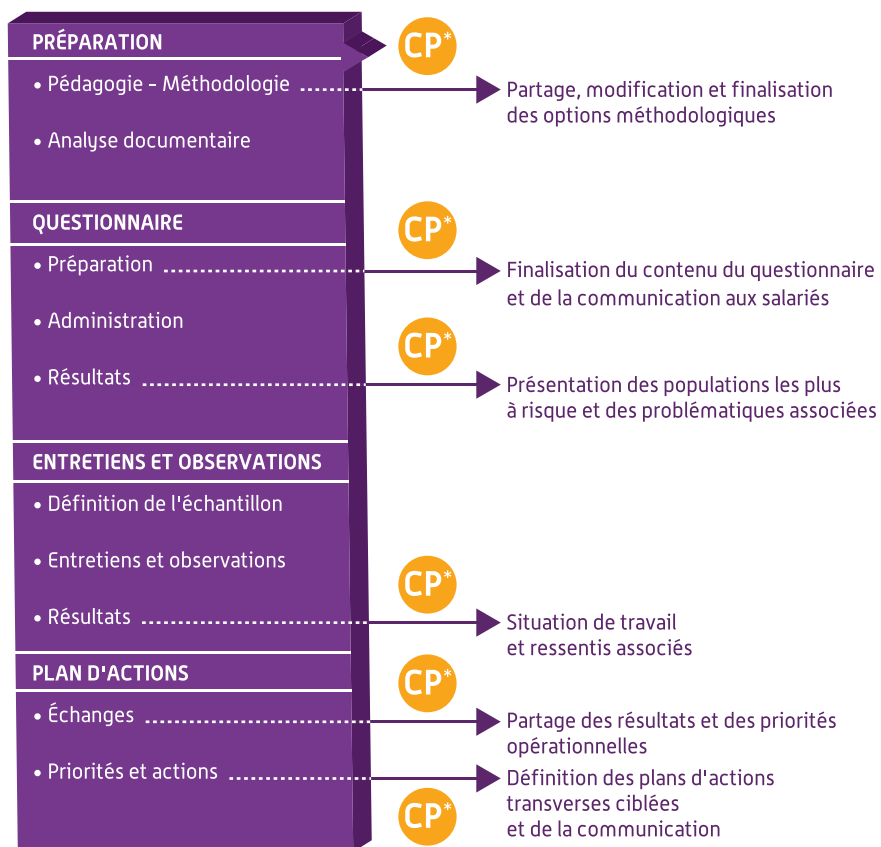 PRÉPARATION
CP*
• Pédagogie - Méthodologie
Partage, modification et finalisation
des options méthodologiques
• Analyse documentaire
QUESTIONNAIRE
CP*
• Préparation
Finalisation du contenu du questionnaire
et de la communication aux salariés
• Administration
CP*
• Résultats
Présentation des populations les plus
à risque et des problématiques associées
ENTRETIENS ET OBSERVATIONS
• Définition de l'échantillon
• Entretiens et observations
CP*
• Résultats
Situation de travail
et ressentis associés
PLAN D'ACTIONS
CP*
• Échanges
Partage des résultats et des priorités
opérationnelles
• Priorités et actions
Définition des plans d'actions
transverses ciblées
et de la communication
CP*